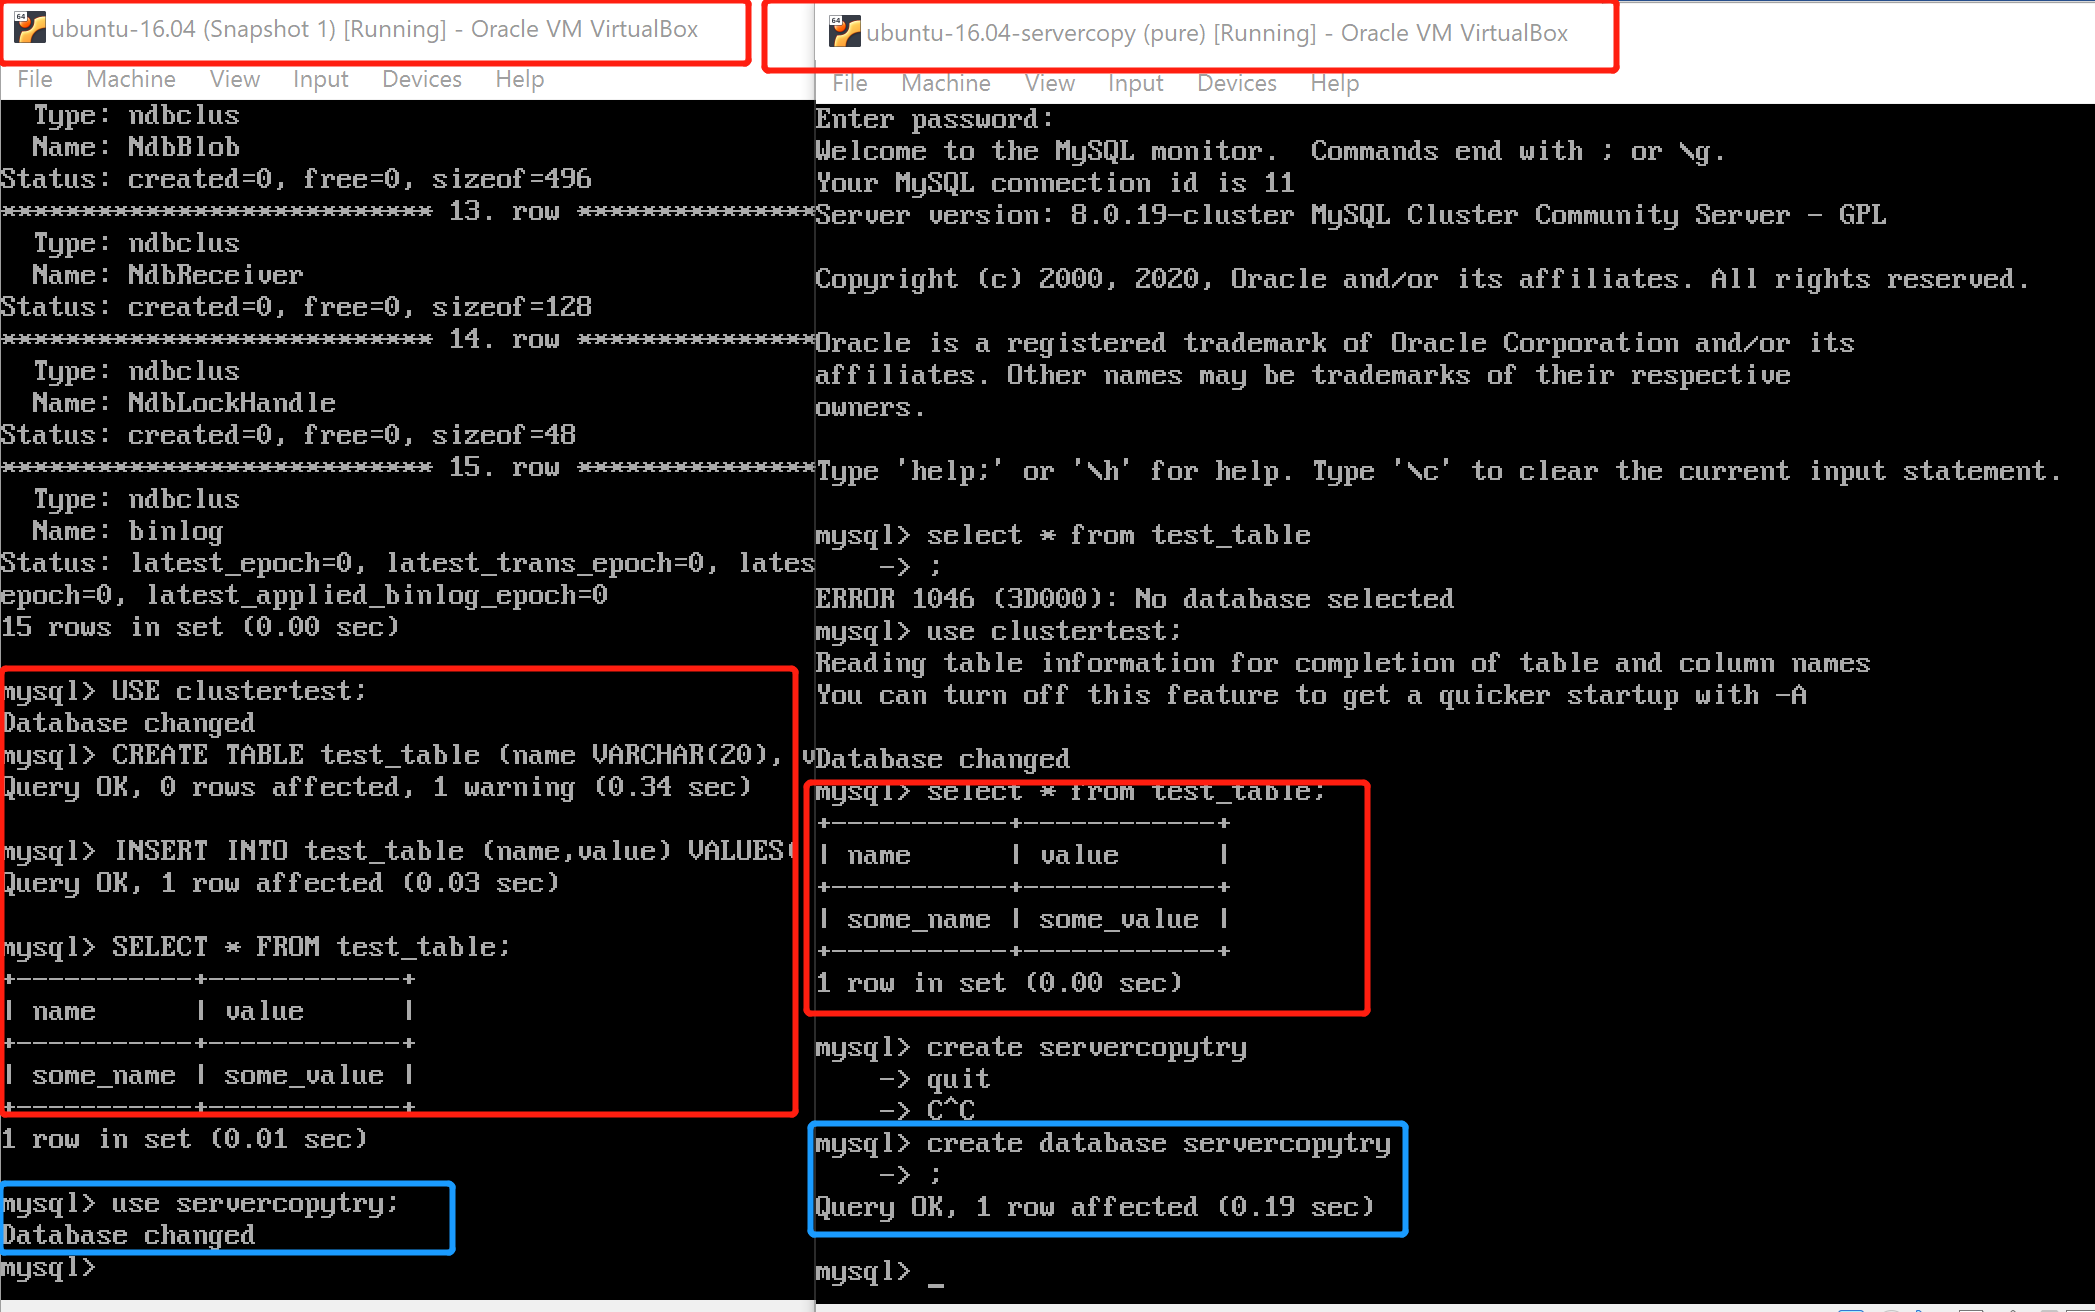 ubuntu-16.04 (Snapshot 1) [Running] - Oracle VM VirtualBox
File Machine View Input Devices Help
Type: ndbclus
Name: NdbBlob
Status: created=0, free=0, sizeof=496
*************************** 13. row ***************
Type: ndbclus
Name: NdbReceiver
Status: created=0, free=0, sizeof=128
*************************** 14. row ***************
Type: ndbclus
Name: NdbLockHandle
Status: created=0, free=0, sizeof=48
*************************** 15. row ***************
Type: ndbclus
Name: binlog
Status: latest_epoch=0, latest_trans_epoch=0, lates
epoch=0, latest_applied_binlog_epoch=0
15 rows in set (0.00 sec)
mysql> USE clustertest;
Database changed
mysql> CREATE TABLE test_table (name VARCHAR(20), v
Query OK, 0 rows affected, 1 warning (0.34 sec)
mysql> INSERT INTO test_table (name,value) VALUES(
Query OK, 1 row affected (0.03 sec)
mysql> SELECT * FROM test_table;
+-----------+------------+
| name      | value      |
+-----------+------------+
| some_name | some_value |
+-----------+------------+
1 row in set (0.01 sec)
mysql> use servercopytry;
Database changed
mysql>
ubuntu-16.04-servercopy (pure) [Running] - Oracle VM VirtualBox
File Machine View Input Devices Help
Enter password:
Welcome to the MySQL monitor.  Commands end with ; or \g.
Your MySQL connection id is 11
Server version: 8.0.19-cluster MySQL Cluster Community Server - GPL
Copyright (c) 2000, 2020, Oracle and/or its affiliates. All rights reserved.
Oracle is a registered trademark of Oracle Corporation and/or its
affiliates. Other names may be trademarks of their respective
owners.
Type 'help;' or '\h' for help. Type '\c' to clear the current input statement.
mysql> select * from test_table
    -> ;
ERROR 1046 (3D000): No database selected
mysql> use clustertest;
Reading table information for completion of table and column names
You can turn off this feature to get a quicker startup with -A
Database changed
mysql> select * from test_table;
+-----------+------------+
| name      | value      |
+-----------+------------+
| some_name | some_value |
+-----------+------------+
1 row in set (0.00 sec)
mysql> create servercopytry
    -> quit
    -> C^C
mysql> create database servercopytry
    -> ;
Query OK, 1 row affected (0.19 sec)
mysql> _